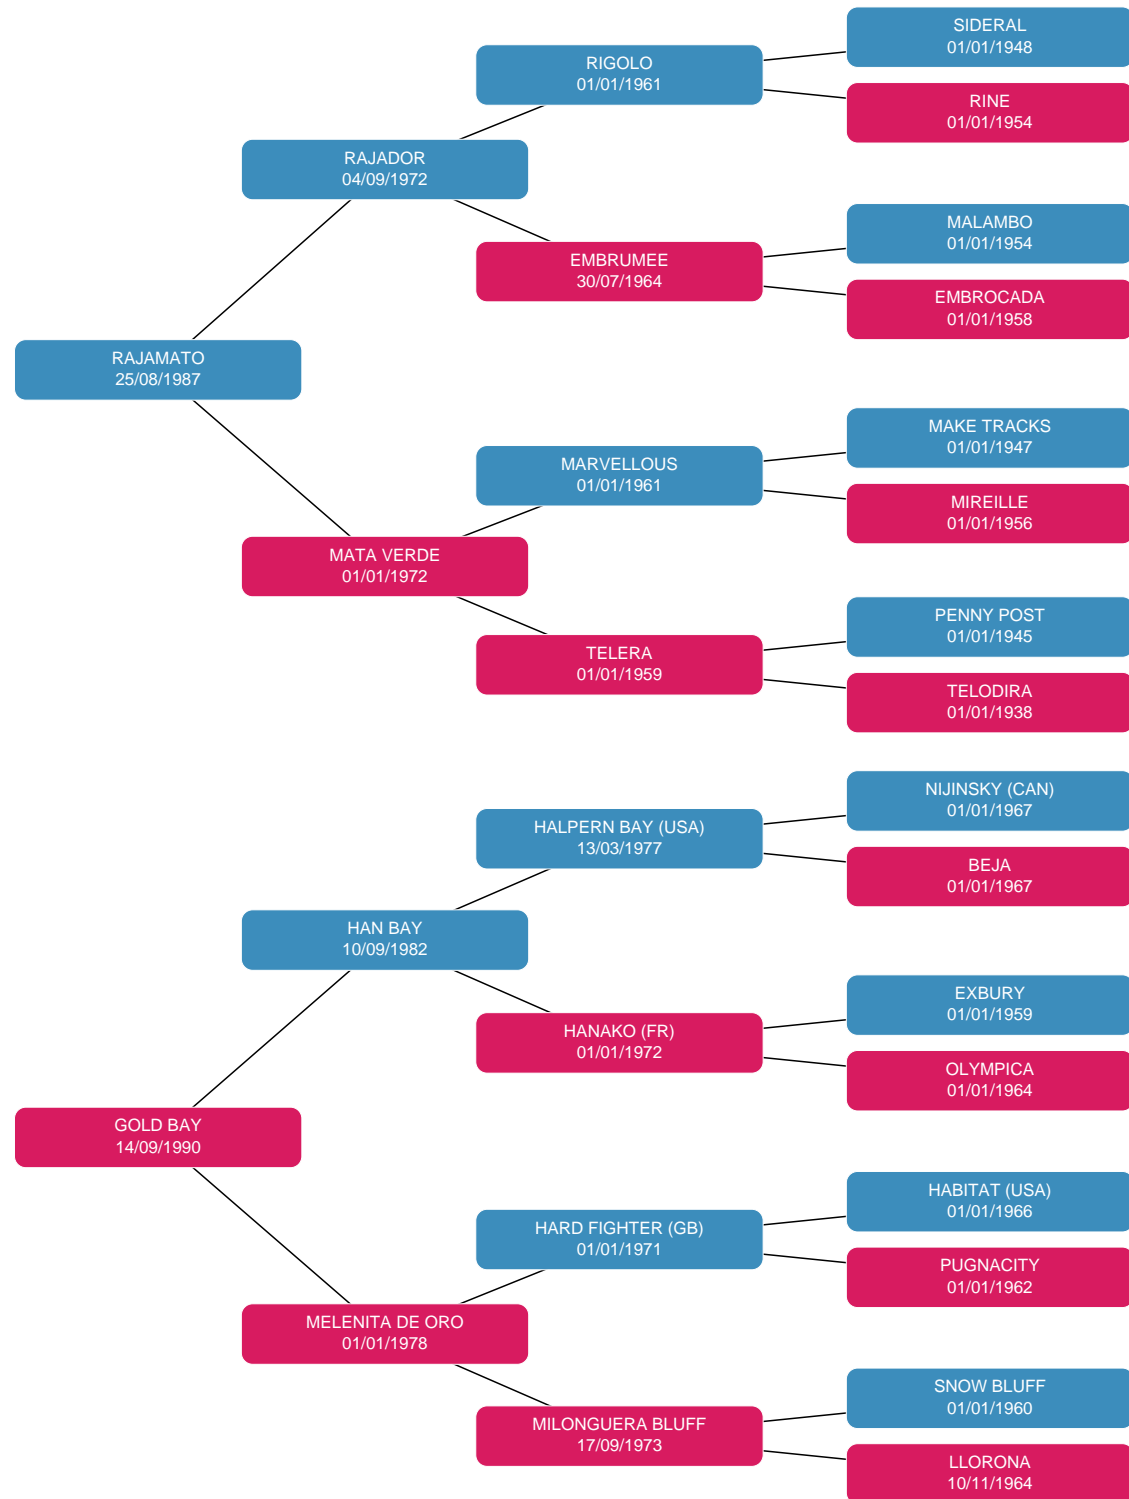 SIDERAL
01/01/1948
RIGOLO
01/01/1961
RINE
01/01/1954
RAJADOR
04/09/1972
MALAMBO
01/01/1954
EMBRUMEE
30/07/1964
EMBROCADA
01/01/1958
RAJAMATO
25/08/1987
MAKE TRACKS
01/01/1947
MARVELLOUS
01/01/1961
MIREILLE
01/01/1956
MATA VERDE
01/01/1972
PENNY POST
01/01/1945
TELERA
01/01/1959
TELODIRA
01/01/1938
NIJINSKY (CAN)
01/01/1967
HALPERN BAY (USA)
13/03/1977
BEJA
01/01/1967
HAN BAY
10/09/1982
EXBURY
01/01/1959
HANAKO (FR)
01/01/1972
OLYMPICA
01/01/1964
GOLD BAY
14/09/1990
HABITAT (USA)
01/01/1966
HARD FIGHTER (GB)
01/01/1971
PUGNACITY
01/01/1962
MELENITA DE ORO
01/01/1978
SNOW BLUFF
01/01/1960
MILONGUERA BLUFF
17/09/1973
LLORONA
10/11/1964